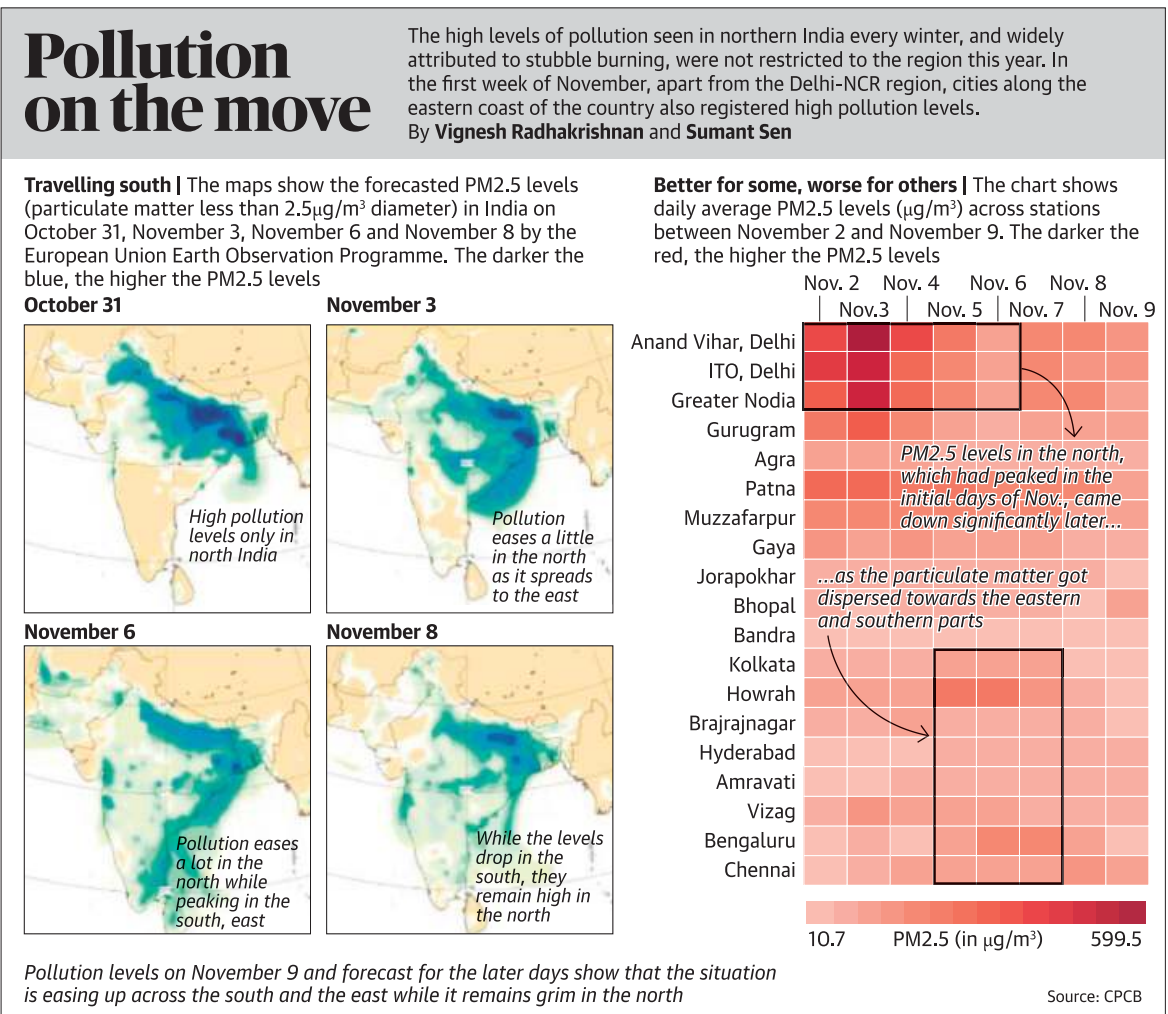 Pollution
on the move
The high levels of pollution seen in northern India every winter, and widely
attributed to stubble burning, were not restricted to the region this year. In
the first week of November, apart from the Delhi-NCR region, cities along the
eastern coast of the country also registered high pollution levels.
By Vignesh Radhakrishnan and Sumant Sen
Travelling south | The maps show the forecasted PM2.5 levels
(particulate matter less than 2.5μg/m³ diameter) in India on
October 31, November 3, November 6 and November 8 by the
European Union Earth Observation Programme. The darker the
blue, the higher the PM2.5 levels
October 31
November 3
High pollution
levels only in
north India
Pollution
eases a little
in the north
as it spreads
to the east
November 6
November 8
Pollution eases
a lot in the
north while
peaking in the
south, east
While the levels
drop in the
south, they
remain high in
the north
Better for some, worse for others | The chart shows
daily average PM2.5 levels (μg/m³) across stations
between November 2 and November 9. The darker the
red, the higher the PM2.5 levels
Nov. 2 Nov. 4 Nov. 6 Nov. 8
Nov.3 Nov. 5 Nov. 7 Nov. 9
Anand Vihar, Delhi
ITO, Delhi
Greater Nodia
Gurugram
Agra
Patna
Muzzafarpur
Gaya
Jorapokhar
Bhopal
Bandra
Kolkata
Howrah
Brajrajnagar
Hyderabad
Amravati
Vizag
Bengaluru
Chennai
PM2.5 levels in the north,
which had peaked in the
initial days of Nov., came
down significantly later...
...as the particulate matter got
dispersed towards the eastern
and southern parts
10.7 PM2.5 (in μg/m³) 599.5
Pollution levels on November 9 and forecast for the later days show that the situation
is easing up across the south and the east while it remains grim in the north
Source: CPCB